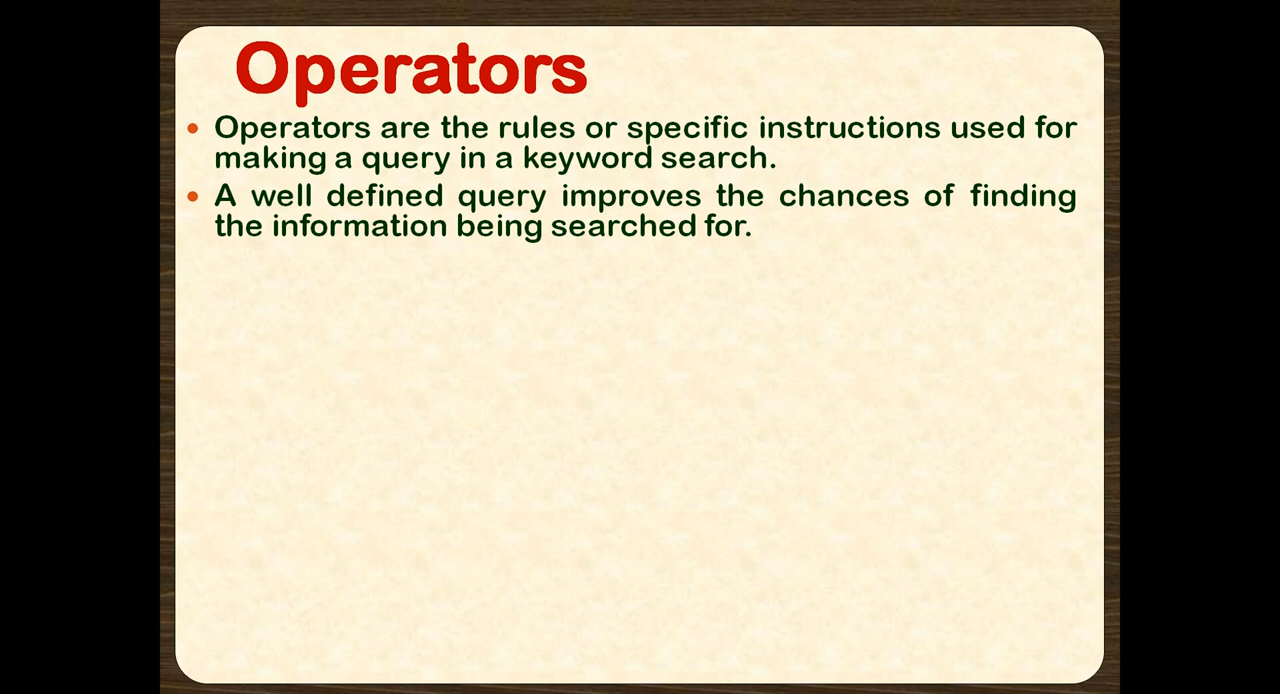 Operators
• Operators are the rules or specific instructions used for
making a query in a keyword search.
• A well defined query improves the chances of finding
the information being searched for.